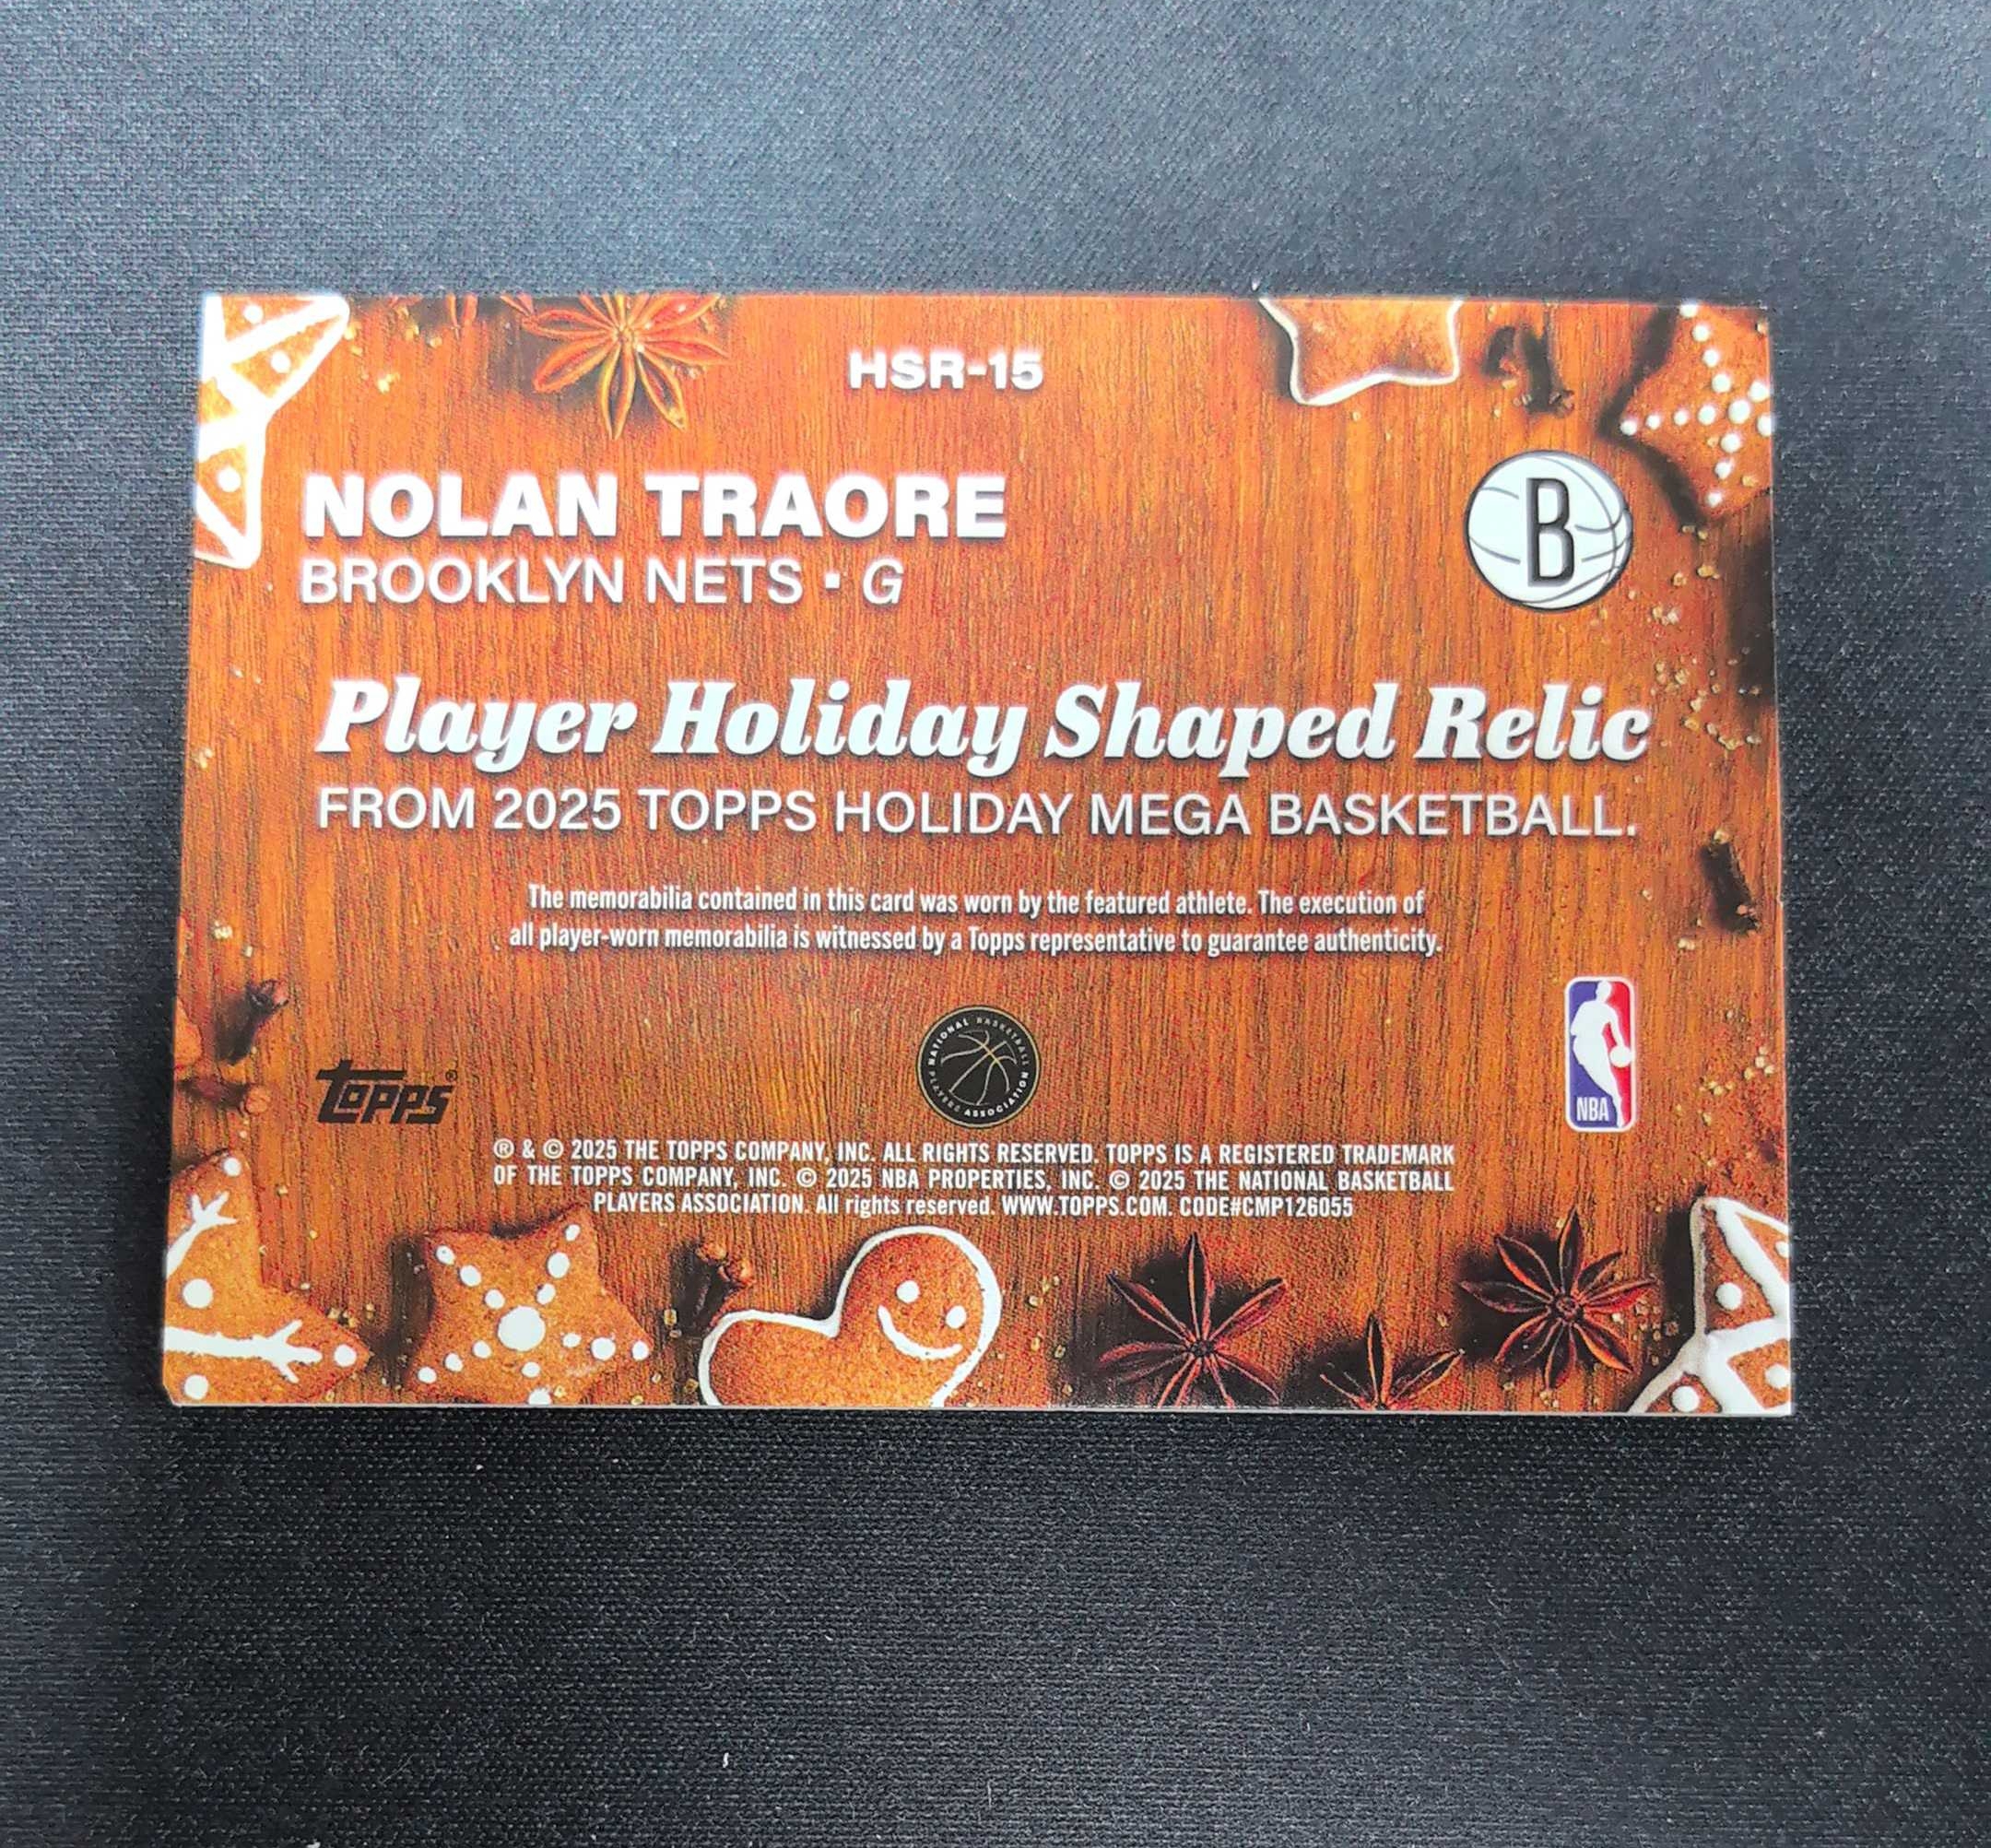 HSR-15
NOLAN TRAORE
BROOKLYN NETS ▪ G
B
Player Holiday Shaped Relic
FROM 2025 TOPPS HOLIDAY MEGA BASKETBALL.
The memorabilia contained in this card was worn by the featured athlete. The execution of
all player-worn memorabilia is witnessed by a Topps representative to guarantee authenticity.
NATIONAL BASKETBALL
PLAYERS ASSOCIATION
topps®
NBA
® & © 2025 THE TOPPS COMPANY, INC. ALL RIGHTS RESERVED. TOPPS IS A REGISTERED TRADEMARK
OF THE TOPPS COMPANY, INC. © 2025 NBA PROPERTIES, INC. © 2025 THE NATIONAL BASKETBALL
PLAYERS ASSOCIATION. All rights reserved. WWW.TOPPS.COM. CODE#CMP126055